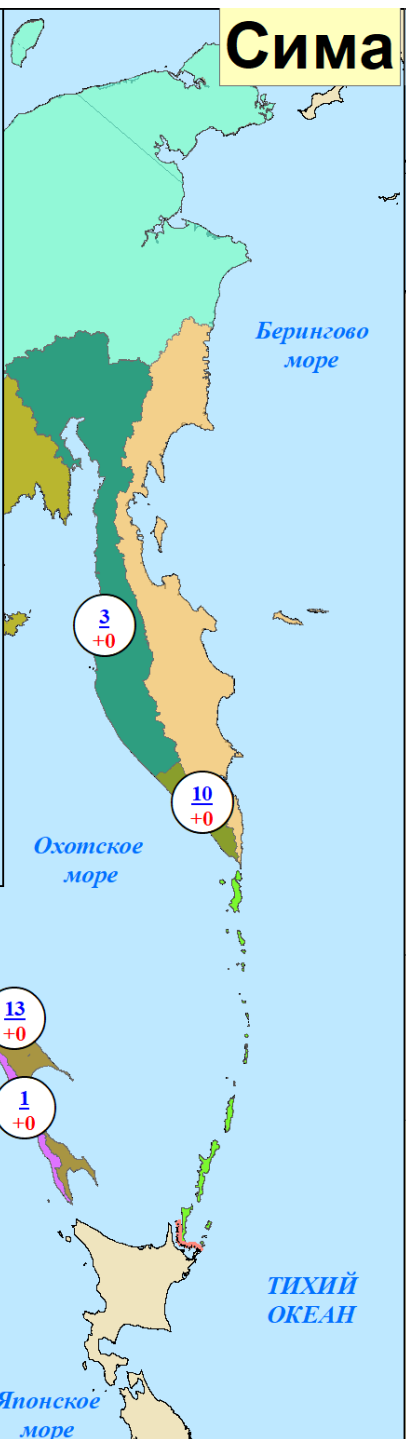 Сима
Берингово
море
3
+0
10
+0
Охотское
море
13
+0
1
+0
ТИХИЙ
ОКЕАН
Японское
море